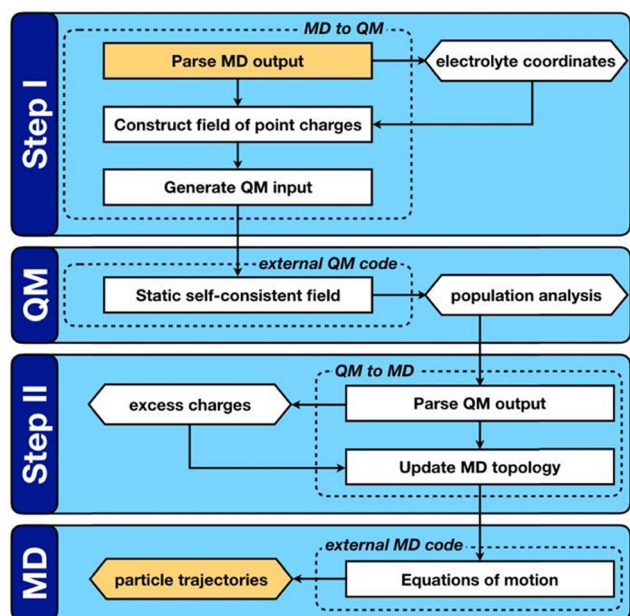 Step I
MD to QM
Parse MD output
electrolyte coordinates
Construct field of point charges
Generate QM input
QM
external QM code
Static self-consistent field
population analysis
Step II
QM to MD
excess charges
Parse QM output
Update MD topology
MD
external MD code
particle trajectories
Equations of motion